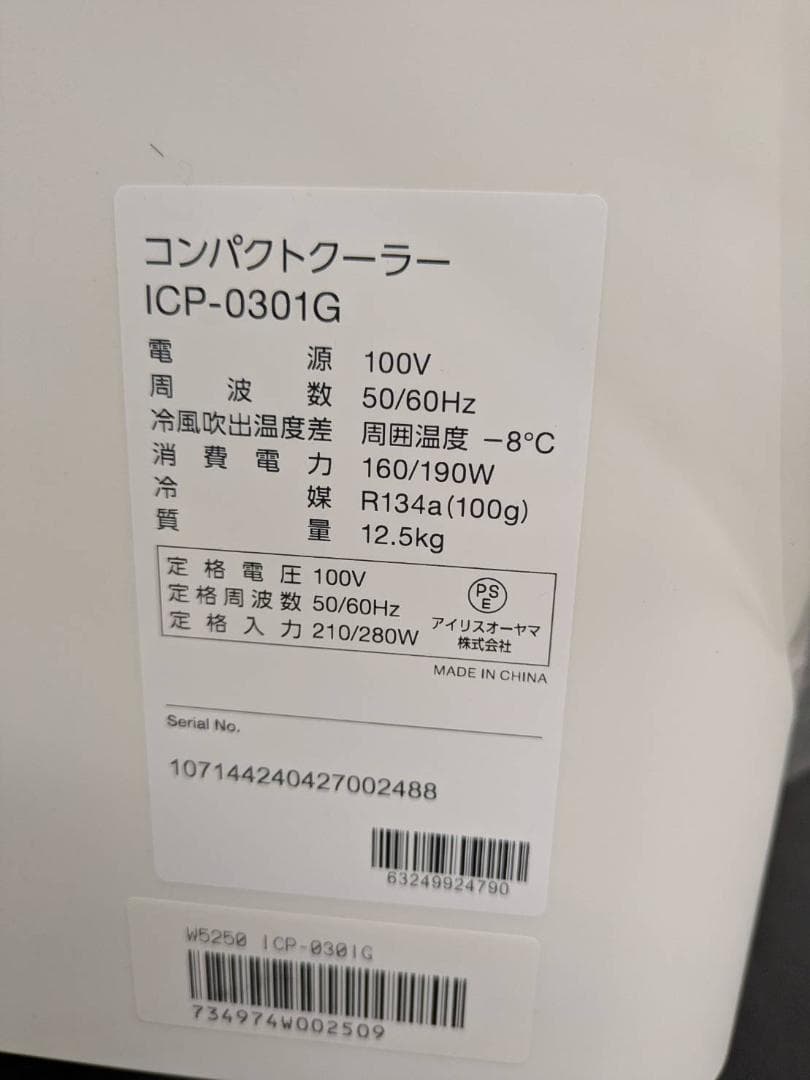 コンパクトクーラー
ICP-0301G
電源 100V
周波数 50/60Hz
冷風吹出温度差 周囲温度 −8°C
消費電力 160/190W
冷媒 R134a(100g)
質量 12.5kg
定格電圧 100V
定格周波数 50/60Hz
定格入力 210/280W
PSE
アイリスオーヤマ
株式会社
MADE IN CHINA
Serial No.
107144240427002488
63249924790
W5250 ICP-0301G
734974W002509